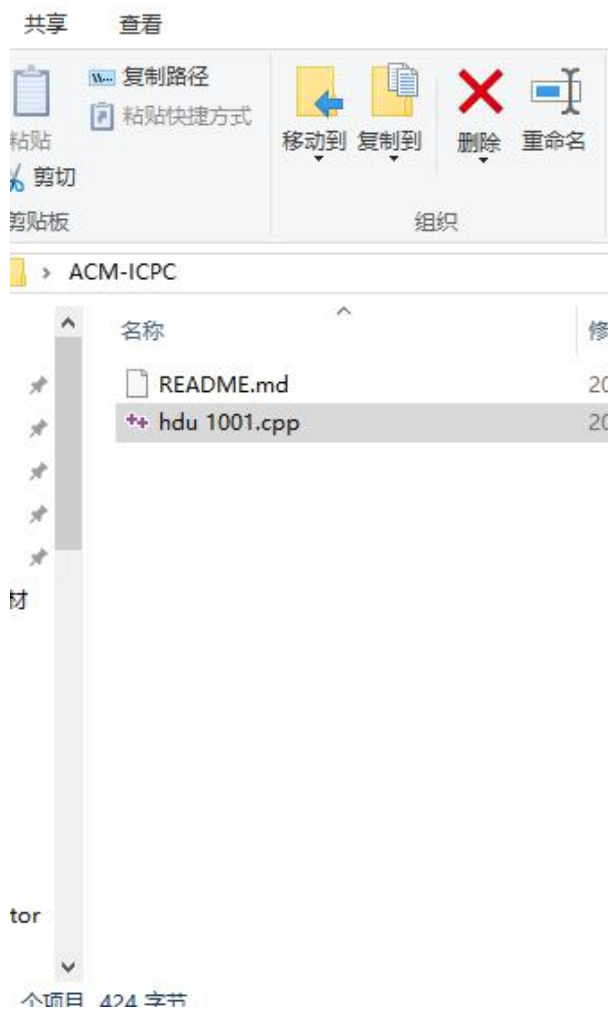 共享 查看
复制路径
粘贴快捷方式
粘贴
剪切
移动到 复制到 删除 重命名
剪贴板 组织
ACM-ICPC
名称 修
README.md 20
hdu 1001.cpp 20
材
tor
个项目 424 字节